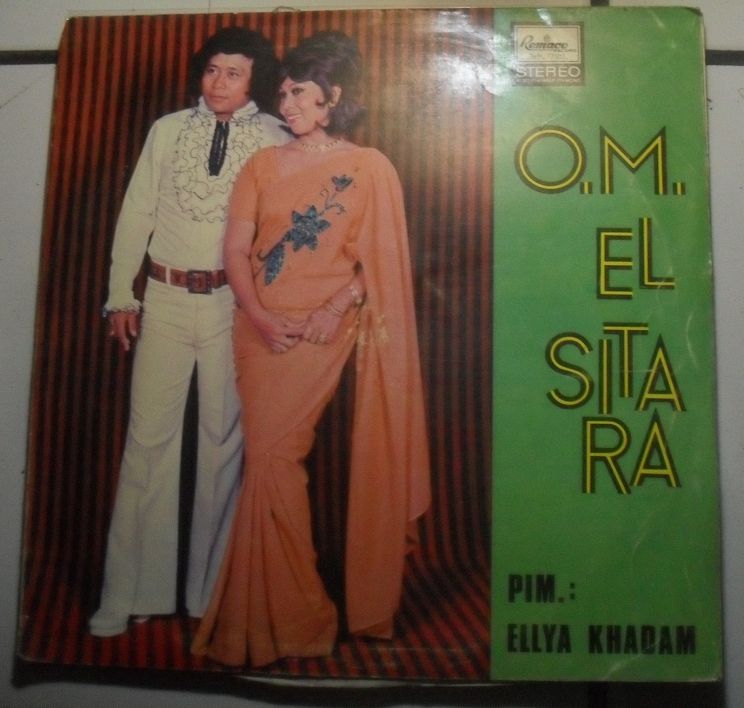 Remaco
STEREO
O.M.
EL
SITA
RA
PIM.:
ELLYA KHADAM